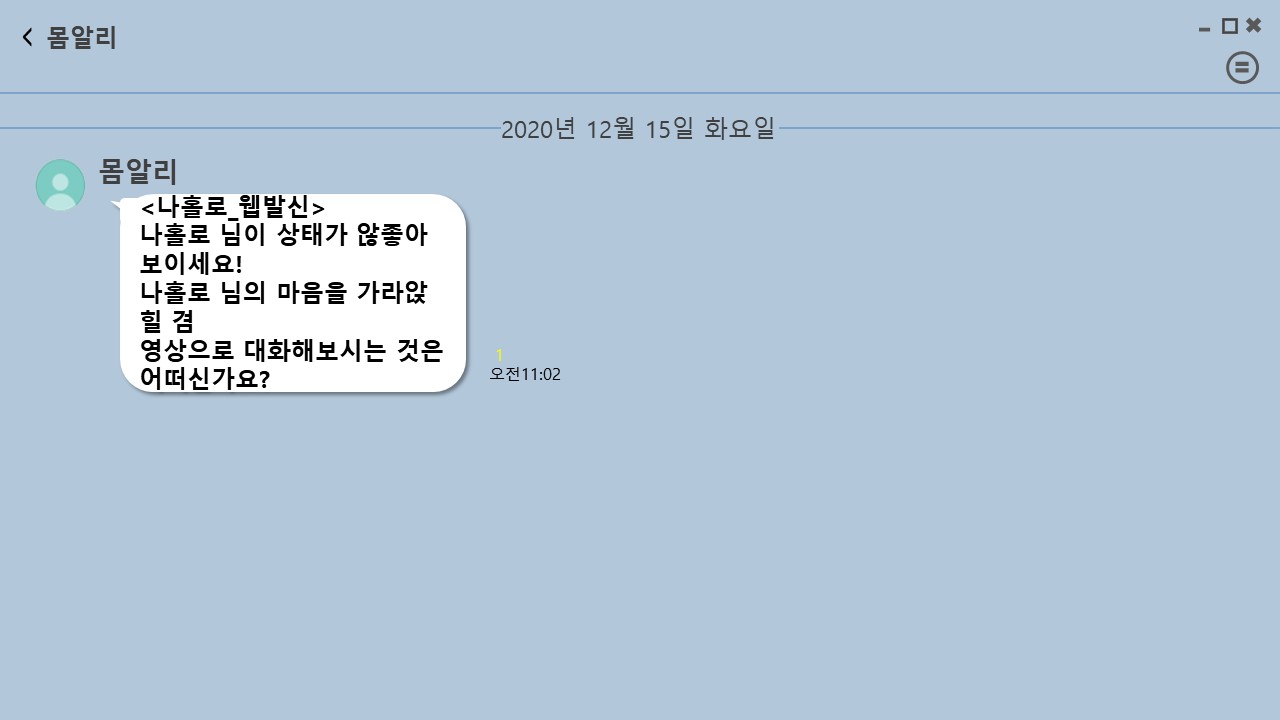 몸알리
2020년 12월 15일 화요일
몸알리
<나홀로_웹발신>
나홀로 님이 상태가 않좋아
보이세요!
나홀로 님의 마음을 가라앉
힐 겸
영상으로 대화해보시는 것은
어떠신가요?
1
오전11:02